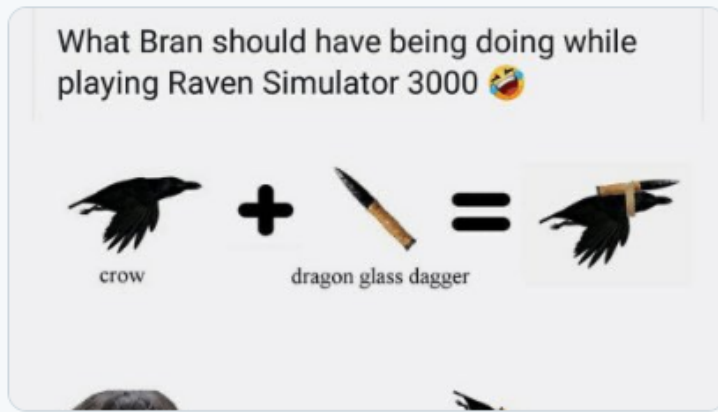 What Bran should have being doing while
playing Raven Simulator 3000 🤣
crow
dragon glass dagger